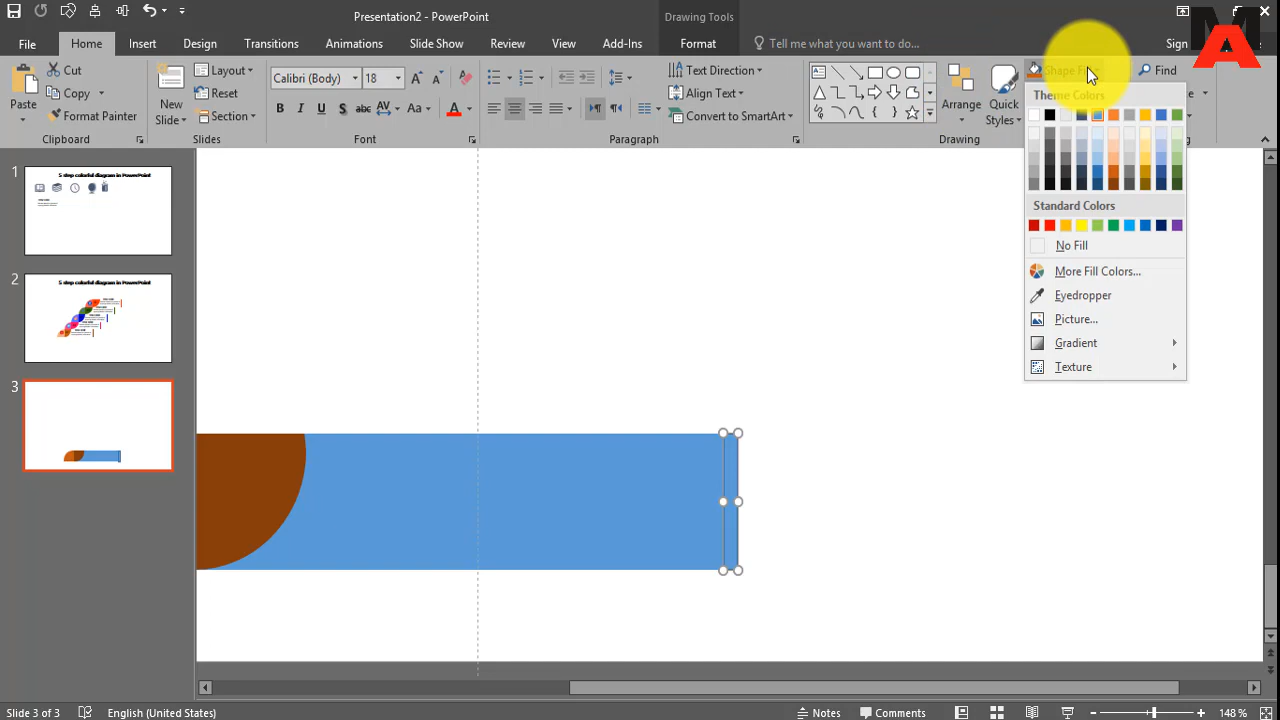 Presentation2 - PowerPoint
Drawing Tools
File
Home
Insert
Design
Transitions
Animations
Slide Show
Review
View
Add-Ins
Format
Tell me what you want to do...
Sign
Paste
Cut
Copy
Format Painter
Clipboard
New
Slide
Layout
Reset
Section
Slides
Calibri (Body)
18
B I U S abc AV Aa A
Font
Text Direction
Align Text
Convert to SmartArt
Paragraph
Arrange
Quick
Styles
Drawing
Shape
Find
Theme Colors
Standard Colors
No Fill
More Fill Colors...
Eyedropper
Picture...
Gradient
Texture
1
5 step colorful diagram in PowerPoint
2
5 step colorful diagram in PowerPoint
3
Slide 3 of 3
English (United States)
Notes
Comments
148 %